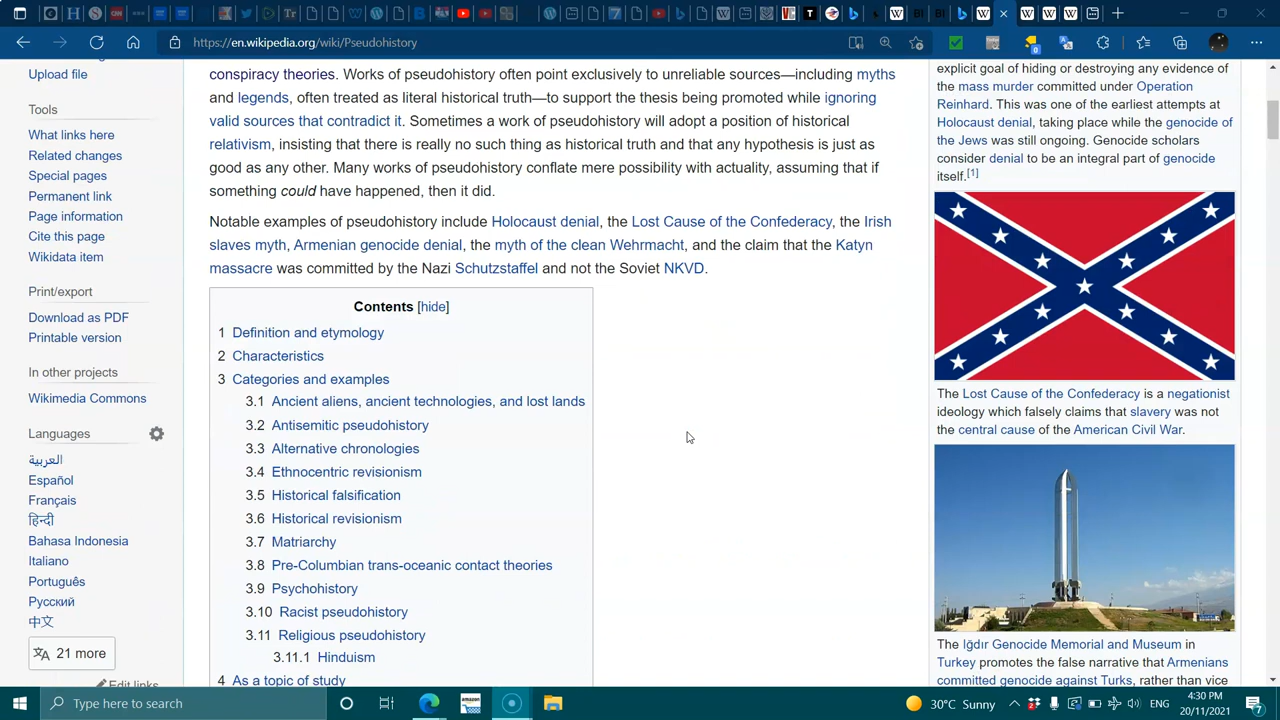 https://en.wikipedia.org/wiki/Pseudohistory
Upload file
Tools
What links here
Related changes
Special pages
Permanent link
Page information
Cite this page
Wikidata item
Print/export
Download as PDF
Printable version
In other projects
Wikimedia Commons
Languages
العربية
Español
Français
हिन्दी
Bahasa Indonesia
Italiano
Português
Русский
中文
21 more
Edit links
conspiracy theories. Works of pseudohistory often point exclusively to unreliable sources—including myths
and legends, often treated as literal historical truth—to support the thesis being promoted while ignoring
valid sources that contradict it. Sometimes a work of pseudohistory will adopt a position of historical
relativism, insisting that there is really no such thing as historical truth and that any hypothesis is just as
good as any other. Many works of pseudohistory conflate mere possibility with actuality, assuming that if
something could have happened, then it did.
Notable examples of pseudohistory include Holocaust denial, the Lost Cause of the Confederacy, the Irish
slaves myth, Armenian genocide denial, the myth of the clean Wehrmacht, and the claim that the Katyn
massacre was committed by the Nazi Schutzstaffel and not the Soviet NKVD.
Contents [hide]
1 Definition and etymology
2 Characteristics
3 Categories and examples
3.1 Ancient aliens, ancient technologies, and lost lands
3.2 Antisemitic pseudohistory
3.3 Alternative chronologies
3.4 Ethnocentric revisionism
3.5 Historical falsification
3.6 Historical revisionism
3.7 Matriarchy
3.8 Pre-Columbian trans-oceanic contact theories
3.9 Psychohistory
3.10 Racist pseudohistory
3.11 Religious pseudohistory
3.11.1 Hinduism
4 As a topic of study
explicit goal of hiding or destroying any evidence of
the mass murder committed under Operation
Reinhard. This was one of the earliest attempts at
Holocaust denial, taking place while the genocide of
the Jews was still ongoing. Genocide scholars
consider denial to be an integral part of genocide
itself.[1]
The Lost Cause of the Confederacy is a negationist
ideology which falsely claims that slavery was not
the central cause of the American Civil War.
The Iğdır Genocide Memorial and Museum in
Turkey promotes the false narrative that Armenians
committed genocide against Turks, rather than vice
Type here to search
amazon
30°C Sunny
ENG
4:30 PM
20/11/2021
7